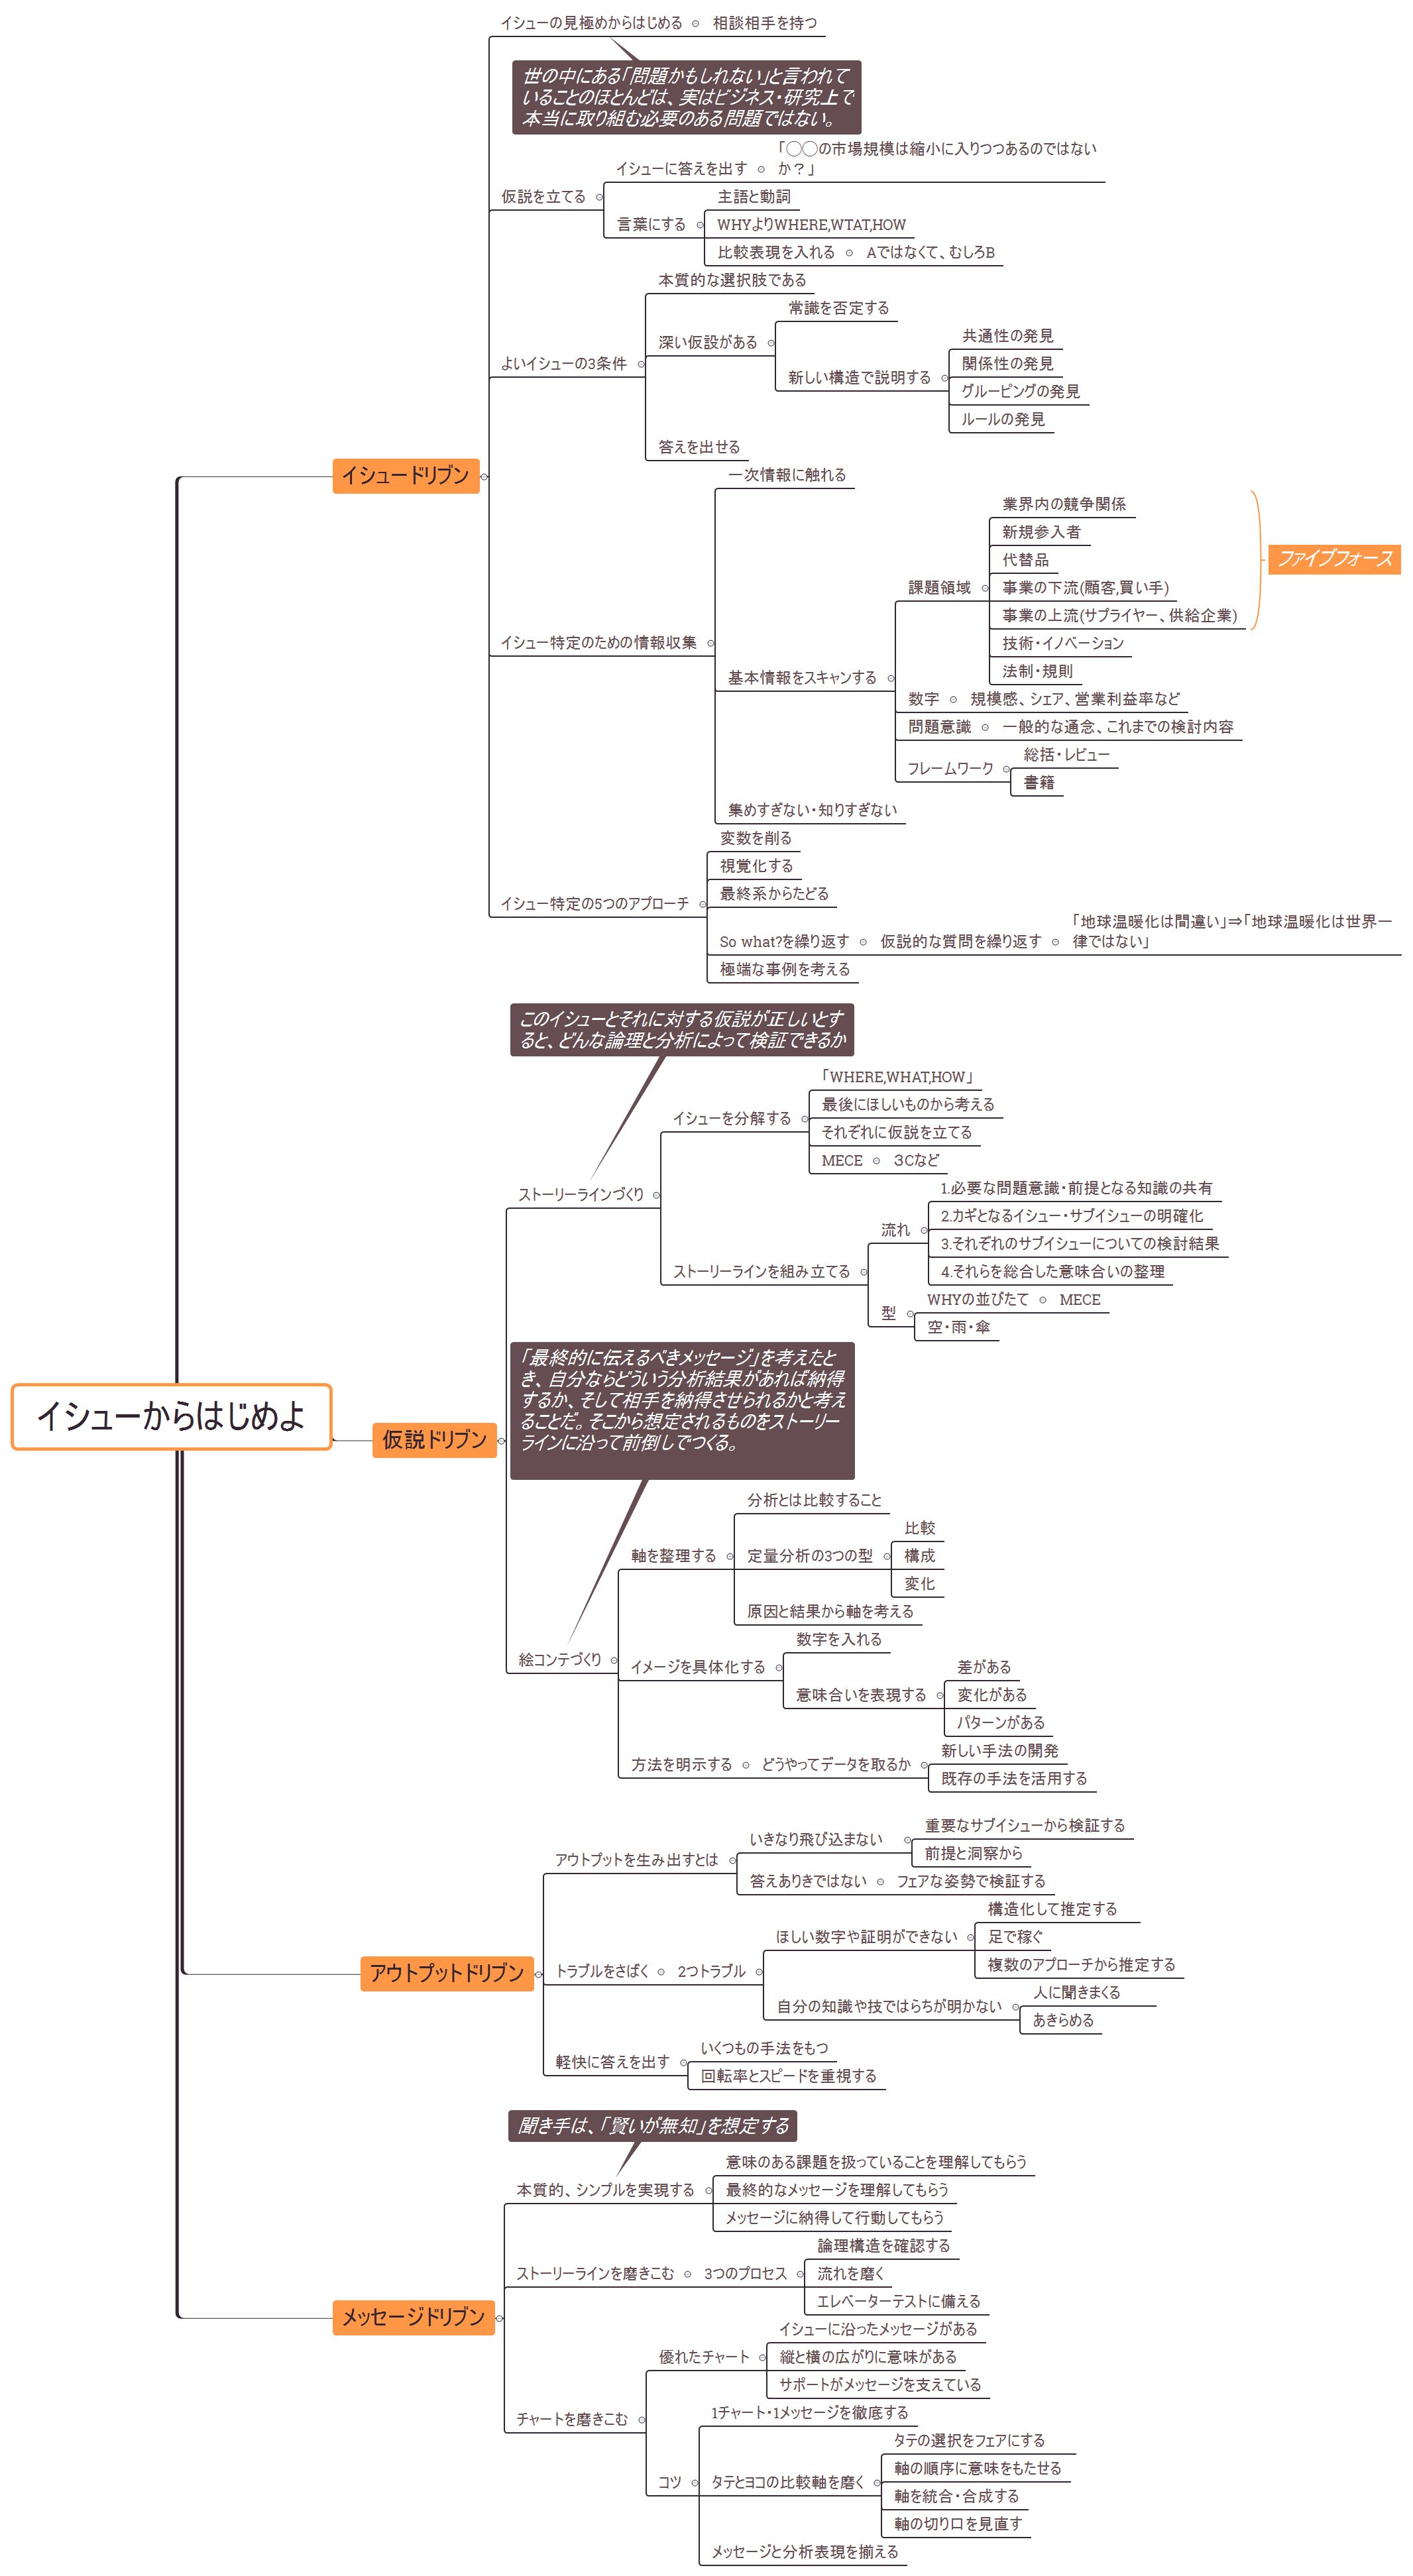 イシューからはじめよ
イシュードリブン
イシューの見極めからはじめる
相談相手を持つ
世の中にある「問題かもしれない」と言われて
いることのほとんどは、実はビジネス・研究上で
本当に取り組む必要のある問題ではない。
仮説を立てる
イシューに答えを出す
「◯◯の市場規模は縮小に入りつつあるのではない
か？」
言葉にする
主語と動詞
WHYよりWHERE,WTAT,HOW
比較表現を入れる
Aではなくて、むしろB
よいイシューの3条件
本質的な選択肢である
深い仮設がある
常識を否定する
新しい構造で説明する
共通性の発見
関係性の発見
グルーピングの発見
ルールの発見
答えを出せる
イシュー特定のための情報収集
一次情報に触れる
基本情報をスキャンする
課題領域
業界内の競争関係
新規参入者
代替品
事業の下流(顧客,買い手)
事業の上流(サプライヤー、供給企業)
ファイブフォース
技術・イノベーション
法制・規則
数字
規模感、シェア、営業利益率など
問題意識
一般的な通念、これまでの検討内容
フレームワーク
総括・レビュー
書籍
集めすぎない・知りすぎない
イシュー特定の5つのアプローチ
変数を削る
視覚化する
最終系からたどる
So what?を繰り返す
仮説的な質問を繰り返す
「地球温暖化は間違い」⇒「地球温暖化は世界一
律ではない」
極端な事例を考える
仮説ドリブン
このイシューとそれに対する仮説が正しいとす
ると、どんな論理と分析によって検証できるか
ストーリーラインづくり
イシューを分解する
「WHERE,WHAT,HOW」
最後にほしいものから考える
それぞれに仮説を立てる
MECE
３Cなど
ストーリーラインを組み立てる
流れ
1.必要な問題意識・前提となる知識の共有
2.カギとなるイシュー・サブイシューの明確化
3.それぞれのサブイシューについての検討結果
4.それらを総合した意味合いの整理
型
WHYの並びたて
MECE
空・雨・傘
「最終的に伝えるべきメッセージ」を考えたと
き、自分ならどういう分析結果があれば納得
するか、そして相手を納得させられるかと考え
ることだ。そこから想定されるものをストーリー
ラインに沿って前倒しでつくる。
絵コンテづくり
軸を整理する
分析とは比較すること
定量分析の3つの型
比較
構成
変化
原因と結果から軸を考える
イメージを具体化する
数字を入れる
意味合いを表現する
差がある
変化がある
パターンがある
方法を明示する
どうやってデータを取るか
新しい手法の開発
既存の手法を活用する
アウトプットドリブン
アウトプットを生み出すとは
いきなり飛び込まない
重要なサブイシューから検証する
前提と洞察から
答えありきではない
フェアな姿勢で検証する
トラブルをさばく
2つトラブル
ほしい数字や証明ができない
構造化して推定する
足で稼ぐ
複数のアプローチから推定する
自分の知識や技ではらちが明かない
人に聞きまくる
あきらめる
軽快に答えを出す
いくつもの手法をもつ
回転率とスピードを重視する
メッセージドリブン
聞き手は、「賢いが無知」を想定する
本質的、シンプルを実現する
意味のある課題を扱っていることを理解してもらう
最終的なメッセージを理解してもらう
メッセージに納得して行動してもらう
ストーリーラインを磨きこむ
3つのプロセス
論理構造を確認する
流れを磨く
エレベーターテストに備える
チャートを磨きこむ
優れたチャート
イシューに沿ったメッセージがある
縦と横の広がりに意味がある
サポートがメッセージを支えている
コツ
1チャート・1メッセージを徹底する
タテとヨコの比較軸を磨く
タテの選択をフェアにする
軸の順序に意味をもたせる
軸を統合・合成する
軸の切り口を見直す
メッセージと分析表現を揃える